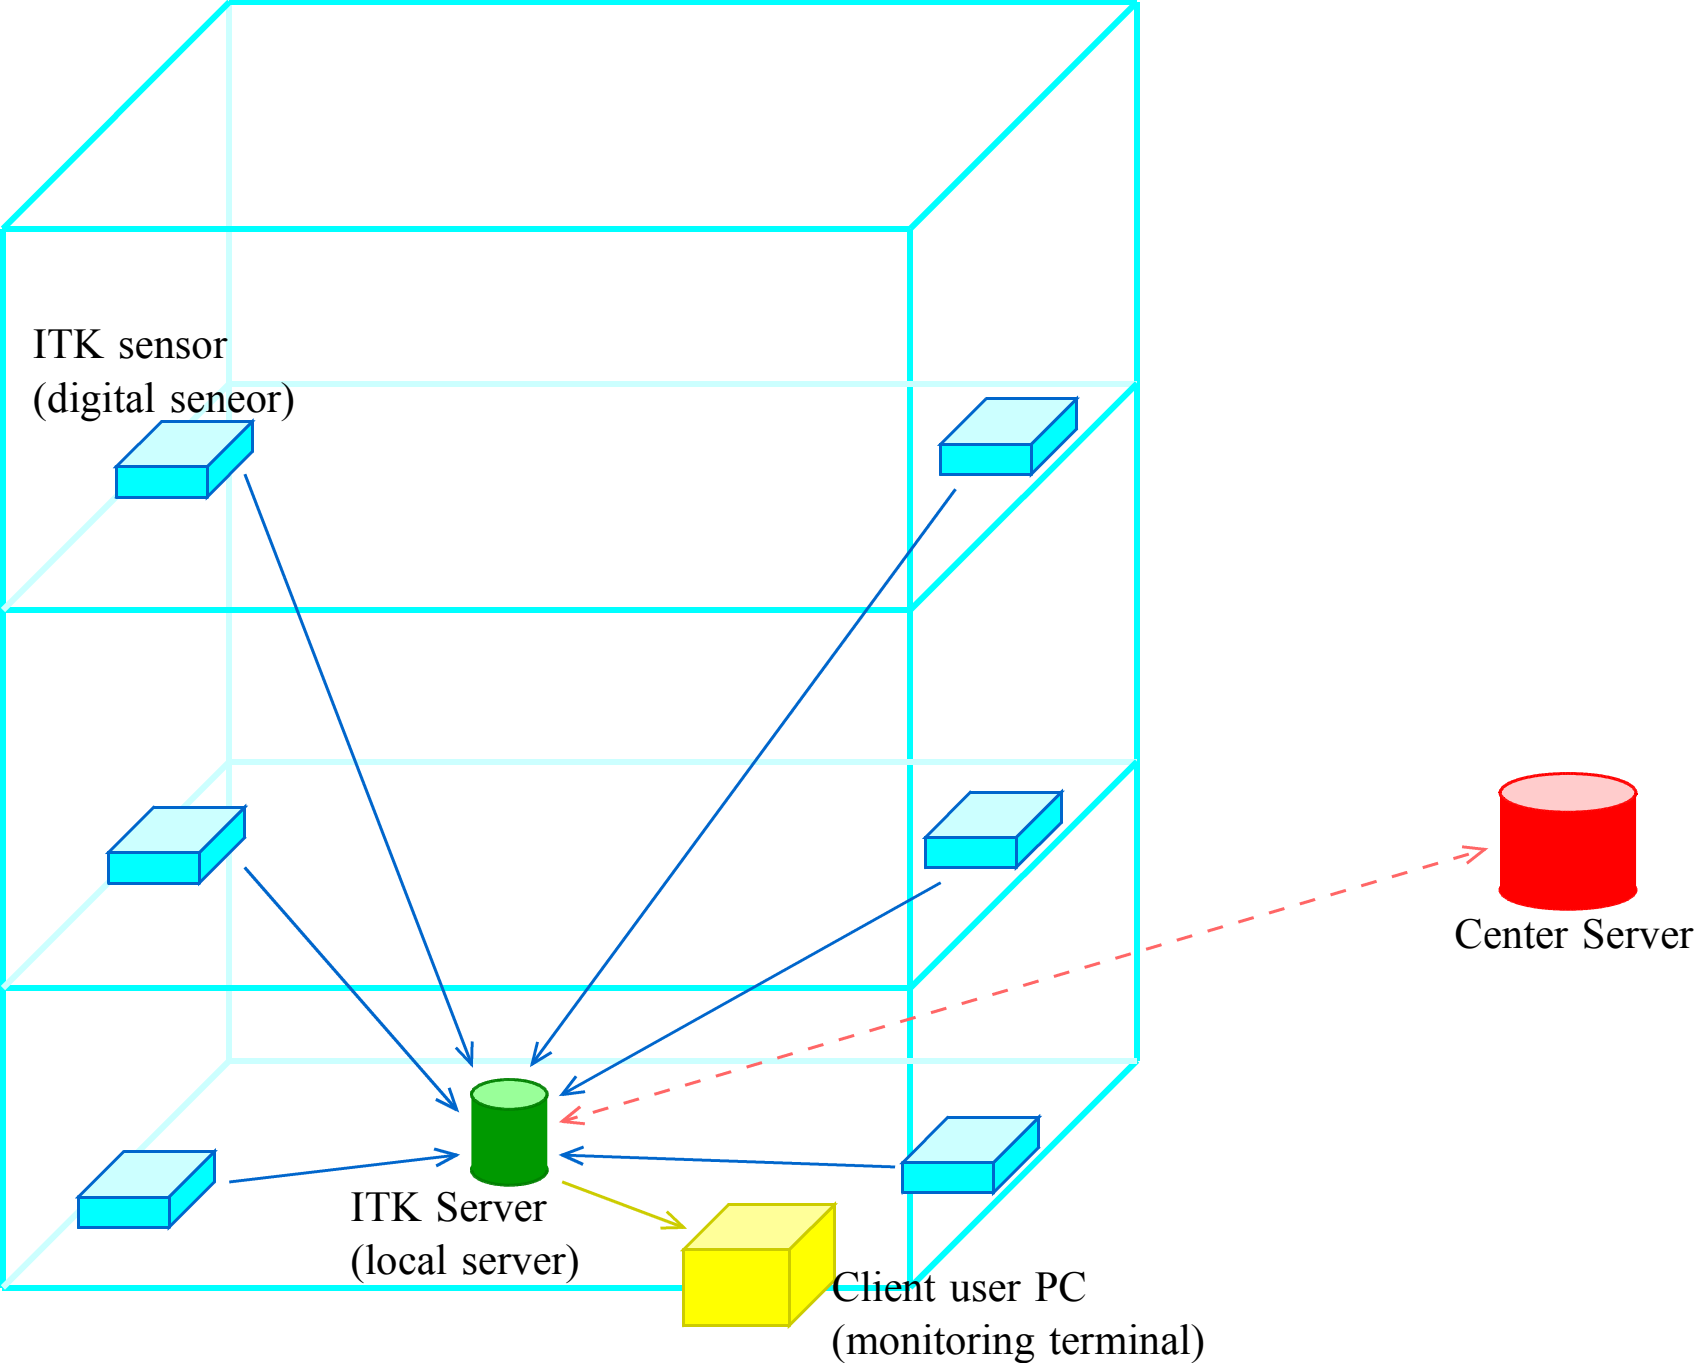 ITK sensor
(digital seneor)
Center Server
ITK Server
(local server)
Client user PC
(monitoring terminal)